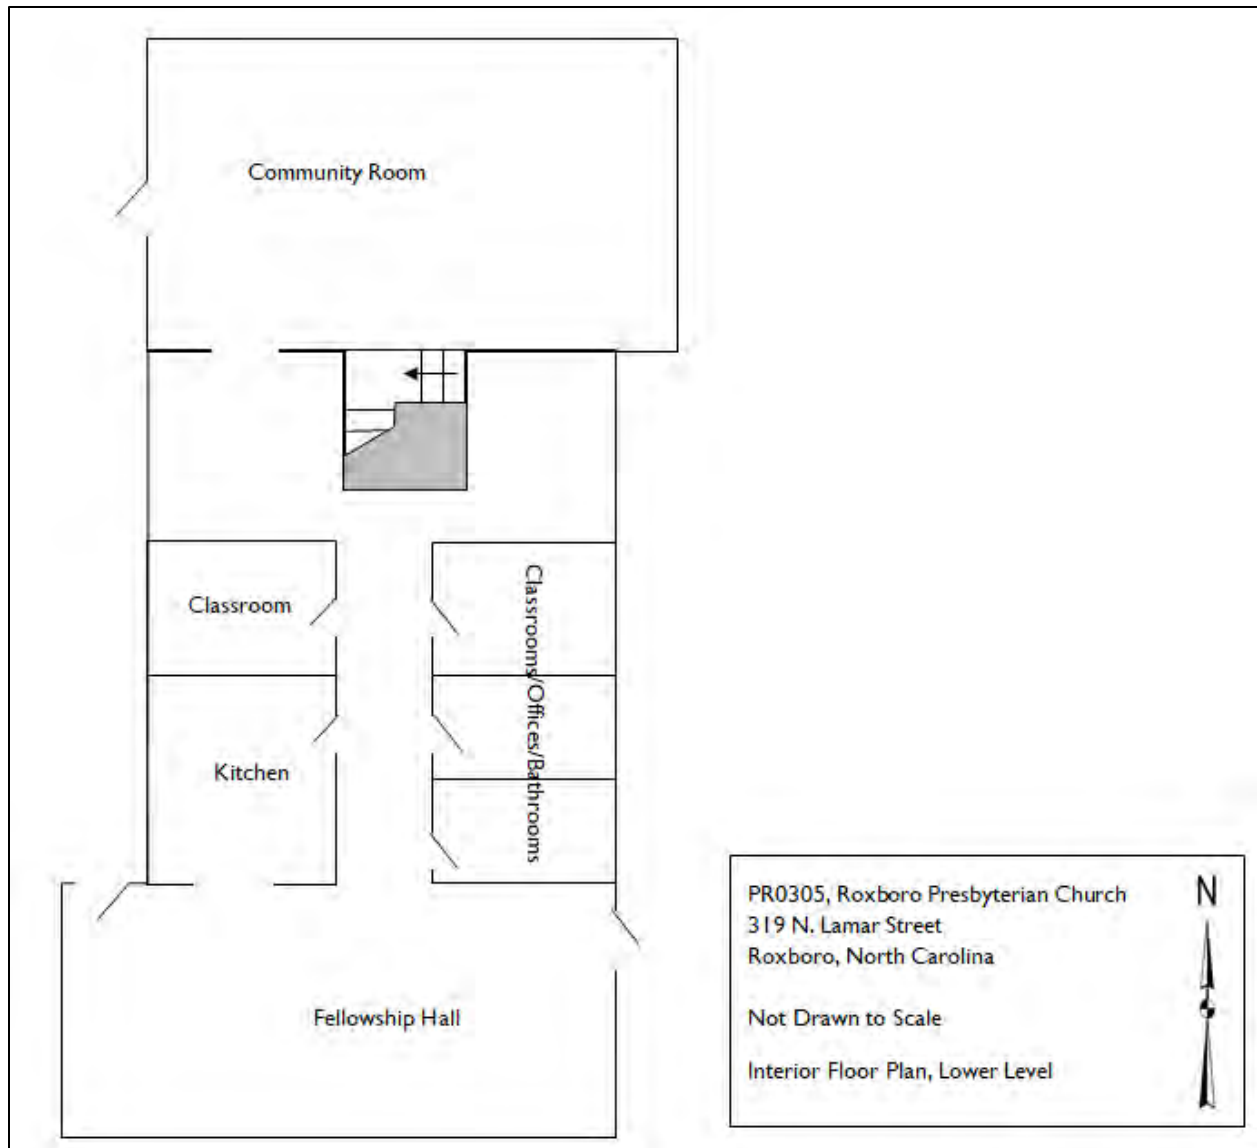 Community Room
Classroom
Classrooms/Offices/Bathrooms
Kitchen
Fellowship Hall
N
PR0305, Roxboro Presbyterian Church
319 N. Lamar Street
Roxboro, North Carolina
Not Drawn to Scale
Interior Floor Plan, Lower Level